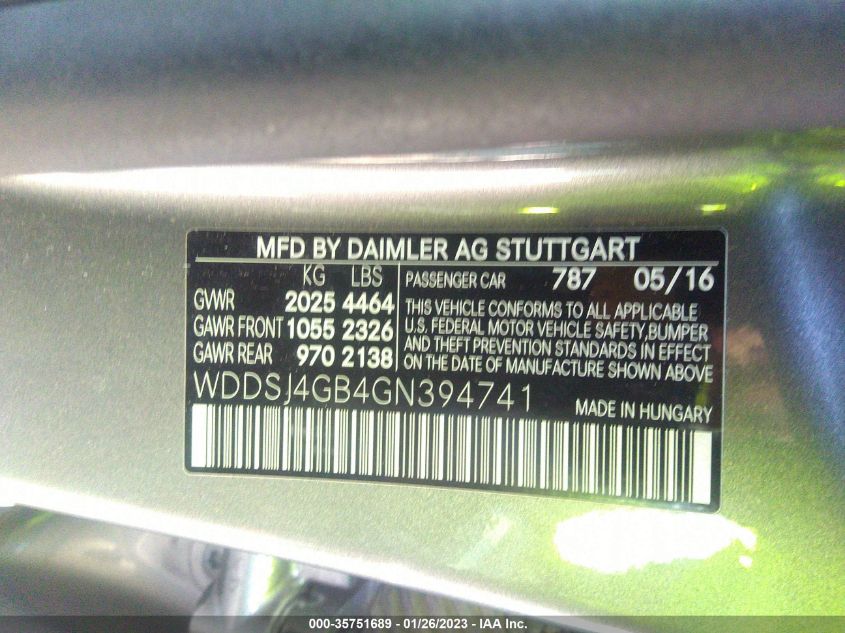 MFD BY DAIMLER AG STUTTGART
KG LBS
GVWR 2025 4464
GAWR FRONT 1055 2326
GAWR REAR 970 2138
PASSENGER CAR 787 05/16
THIS VEHICLE CONFORMS TO ALL APPLICABLE
U.S. FEDERAL MOTOR VEHICLE SAFETY, BUMPER
AND THEFT PREVENTION STANDARDS IN EFFECT
ON THE DATE OF MANUFACTURE SHOWN ABOVE
WDDSJ4GB4GN394741
MADE IN HUNGARY
000-35751689 - 01/26/2023 - IAA Inc.